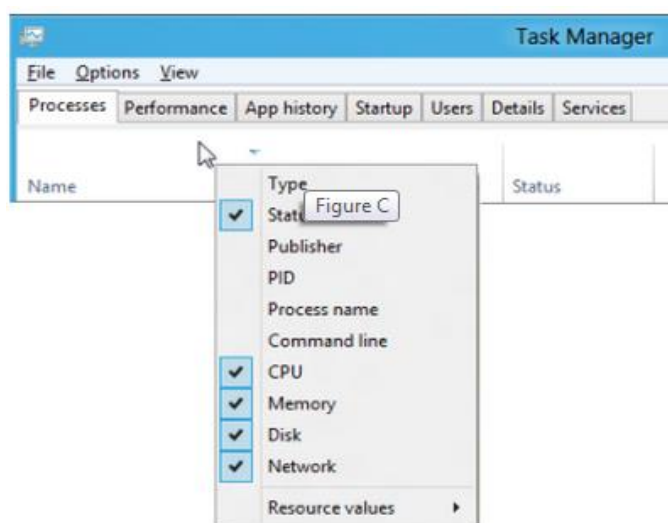 Task Manager
File Options View
Processes Performance App history Startup Users Details Services
Name Status
Type
Figure C
Publisher
PID
Process name
Command line
CPU
Memory
Disk
Network
Resource values